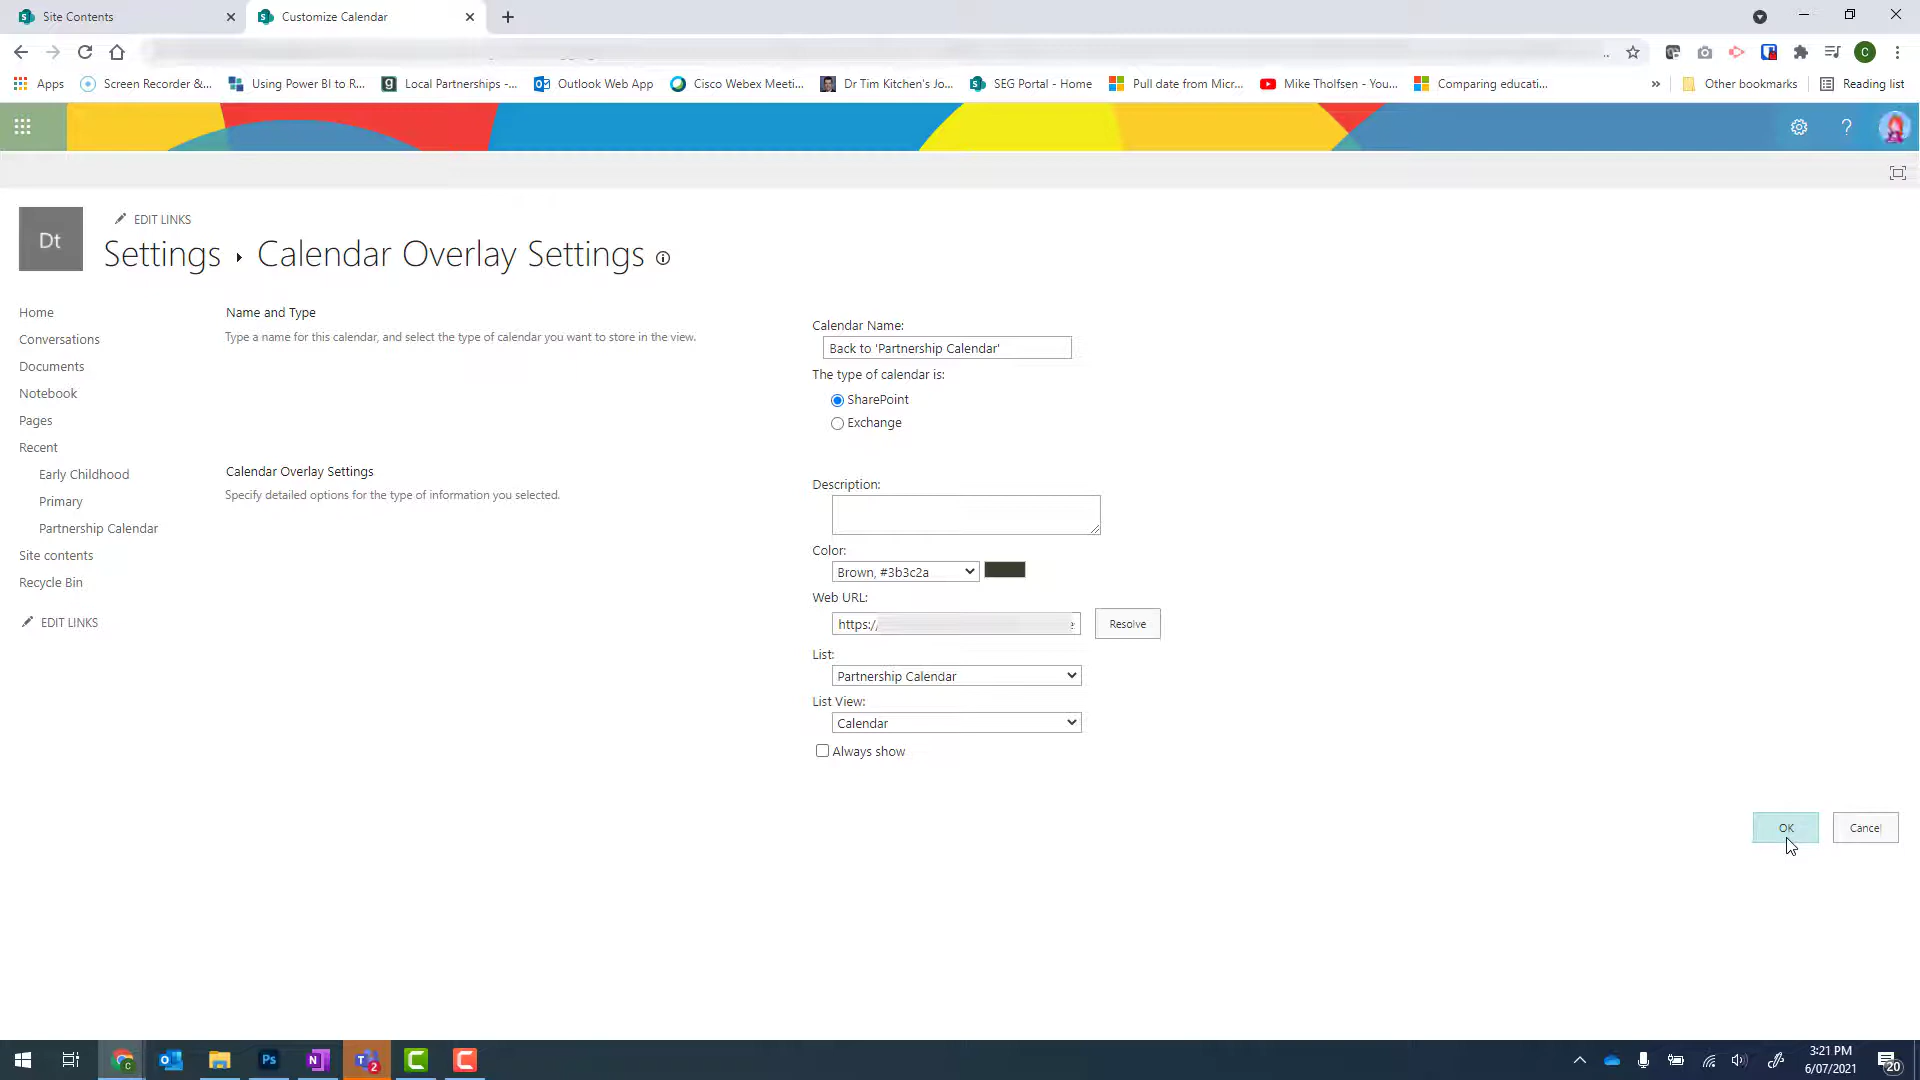 Site Contents
Customize Calendar
Apps
Screen Recorder &...
Using Power BI to R...
Local Partnerships -...
Outlook Web App
Cisco Webex Meeti...
Dr Tim Kitchen's Jo...
SEG Portal - Home
Pull date from Micr...
Mike Tholfsen - You...
Comparing educati...
»
Other bookmarks
Reading list
Dt
EDIT LINKS
Settings ▸ Calendar Overlay Settings
Home
Conversations
Documents
Notebook
Pages
Recent
Early Childhood
Primary
Partnership Calendar
Site contents
Recycle Bin
EDIT LINKS
Name and Type
Type a name for this calendar, and select the type of calendar you want to store in the view.
Calendar Overlay Settings
Specify detailed options for the type of information you selected.
Calendar Name:
Back to 'Partnership Calendar'
The type of calendar is:
SharePoint
Exchange
Description:
Color:
Brown, #3b3c2a
Web URL:
https://
Resolve
List:
Partnership Calendar
List View:
Calendar
Always show
OK
Cancel
3:21 PM
6/07/2021
20